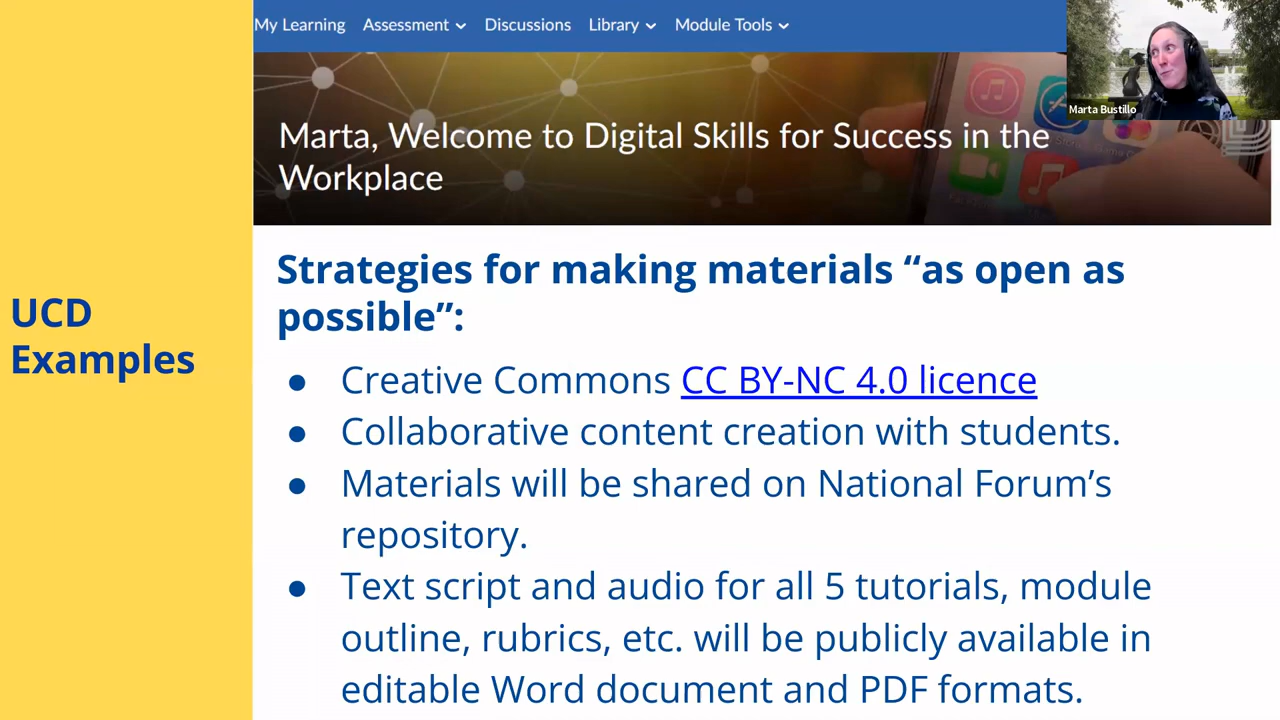 My Learning Assessment Discussions Library Module Tools
Marta Bustillo
Marta, Welcome to Digital Skills for Success in the
Workplace
UCD
Examples
Strategies for making materials “as open as
possible”:
● Creative Commons CC BY-NC 4.0 licence
● Collaborative content creation with students.
● Materials will be shared on National Forum’s
repository.
● Text script and audio for all 5 tutorials, module
outline, rubrics, etc. will be publicly available in
editable Word document and PDF formats.